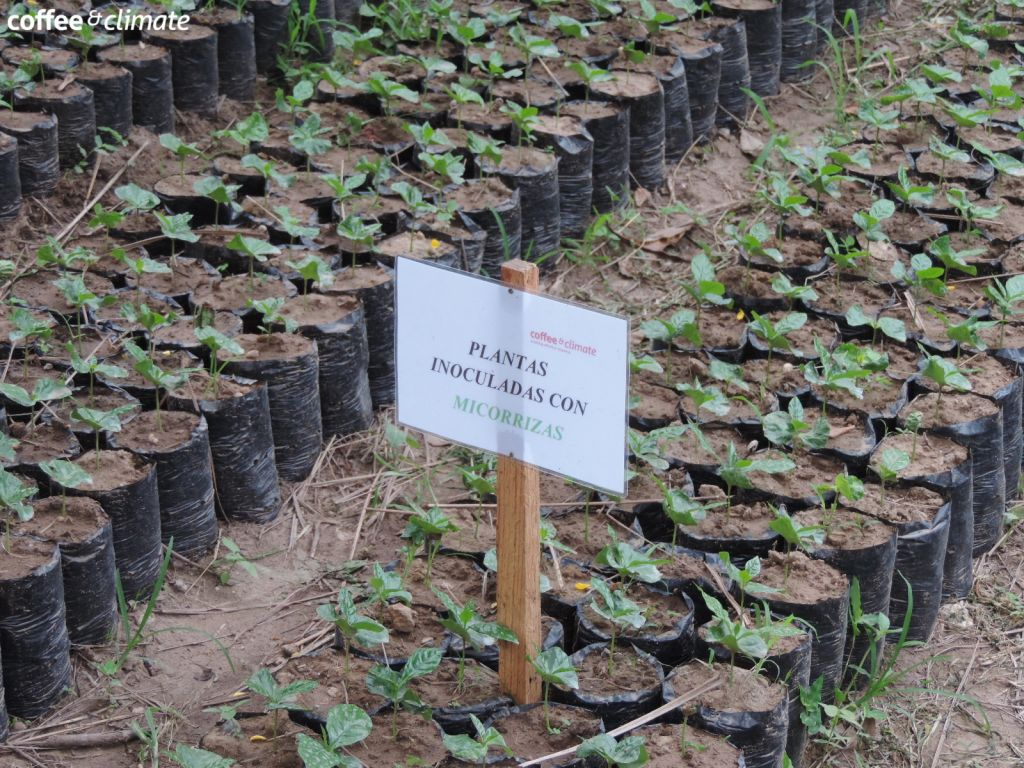 coffee&climate
coffee&climate
PLANTAS
INOCULADAS CON
MICORRIZAS